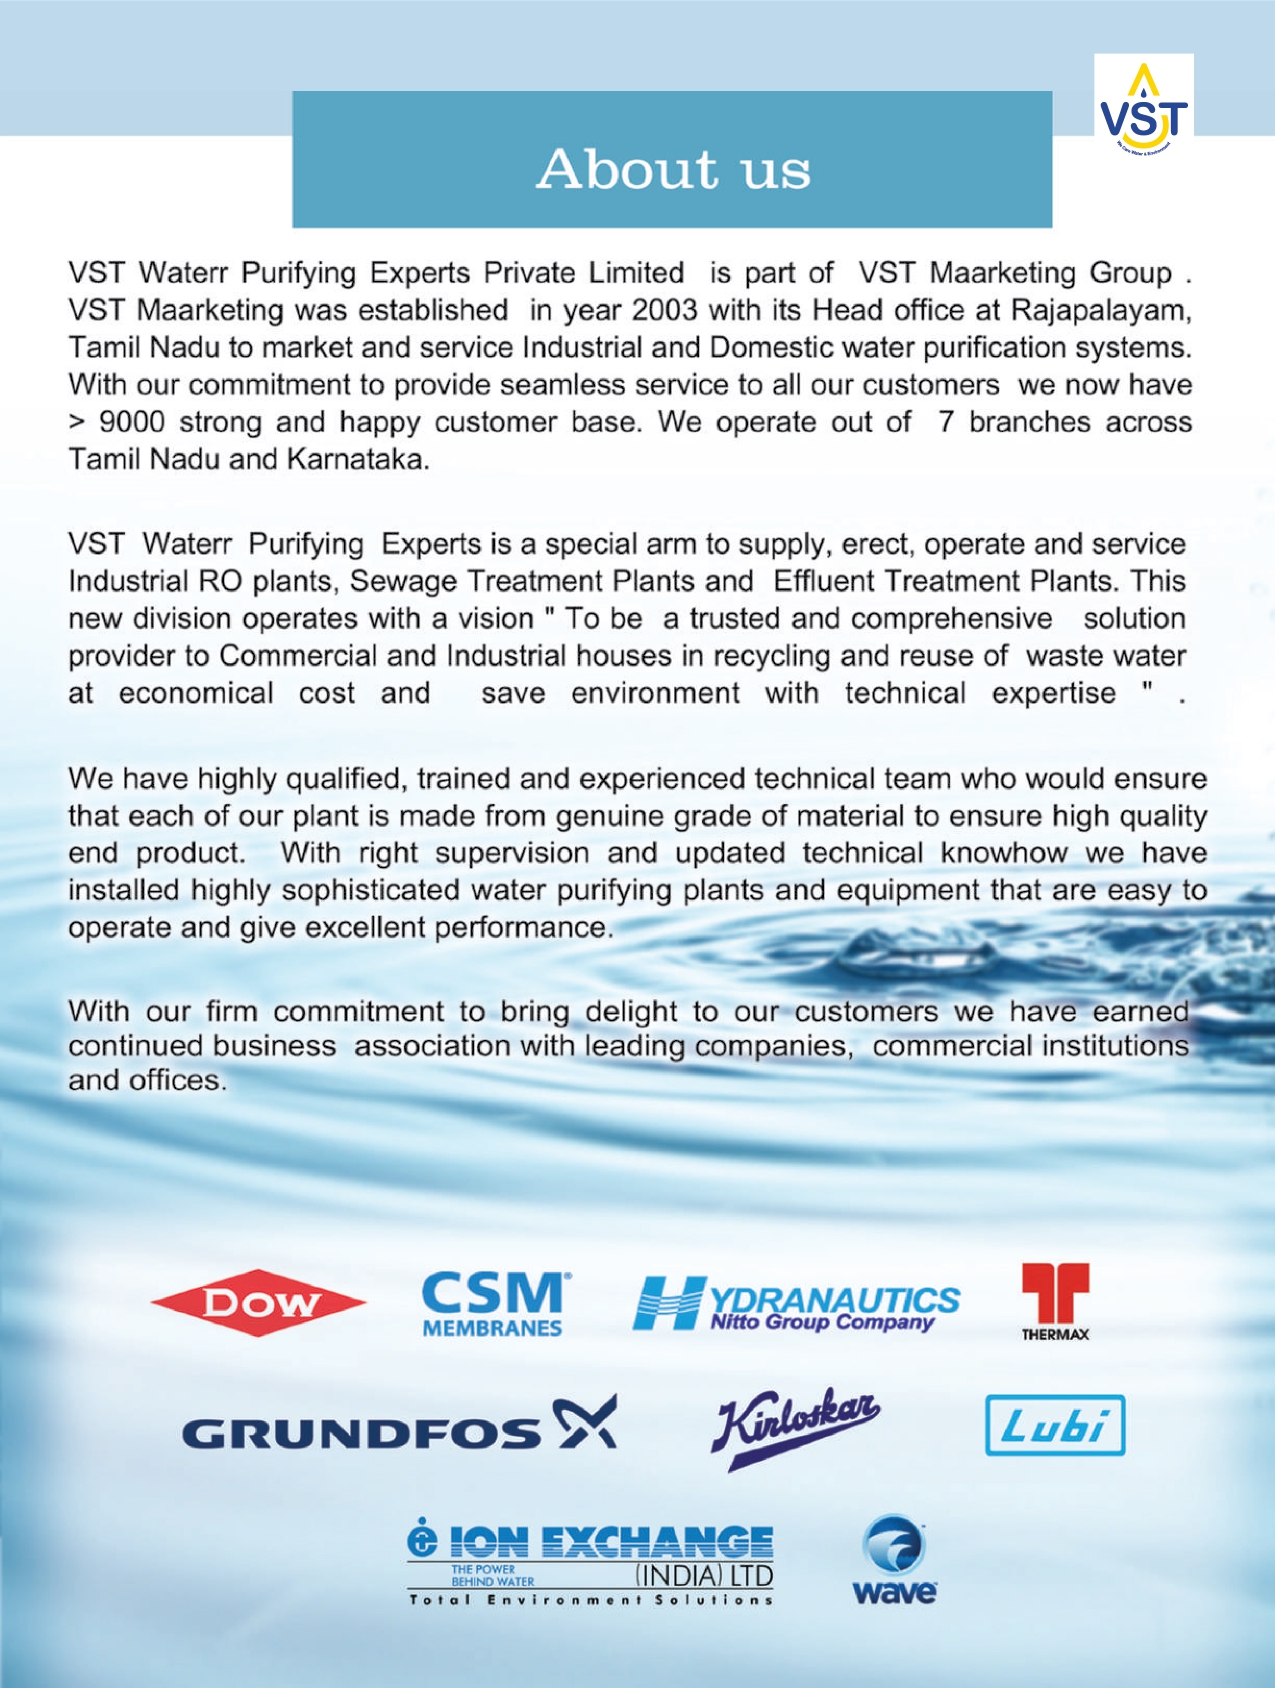 VST
We Care Water & Environment
About us
VST Waterr Purifying Experts Private Limited is part of VST Maarketing Group .
VST Maarketing was established in year 2003 with its Head office at Rajapalayam,
Tamil Nadu to market and service Industrial and Domestic water purification systems.
With our commitment to provide seamless service to all our customers we now have
> 9000 strong and happy customer base. We operate out of 7 branches across
Tamil Nadu and Karnataka.
VST Waterr Purifying Experts is a special arm to supply, erect, operate and service
Industrial RO plants, Sewage Treatment Plants and Effluent Treatment Plants. This
new division operates with a vision " To be a trusted and comprehensive solution
provider to Commercial and Industrial houses in recycling and reuse of waste water
at economical cost and save environment with technical expertise " .
We have highly qualified, trained and experienced technical team who would ensure
that each of our plant is made from genuine grade of material to ensure high quality
end product. With right supervision and updated technical knowhow we have
installed highly sophisticated water purifying plants and equipment that are easy to
operate and give excellent performance.
With our firm commitment to bring delight to our customers we have earned
continued business association with leading companies, commercial institutions
and offices.
DOW
CSM®
MEMBRANES
HYDRANAUTICS
Nitto Group Company
THERMAX
GRUNDFOS
Kirloskar
Lubi
ION EXCHANGE
THE POWER
BEHIND WATER
(INDIA) LTD
Total Environment Solutions
wave™